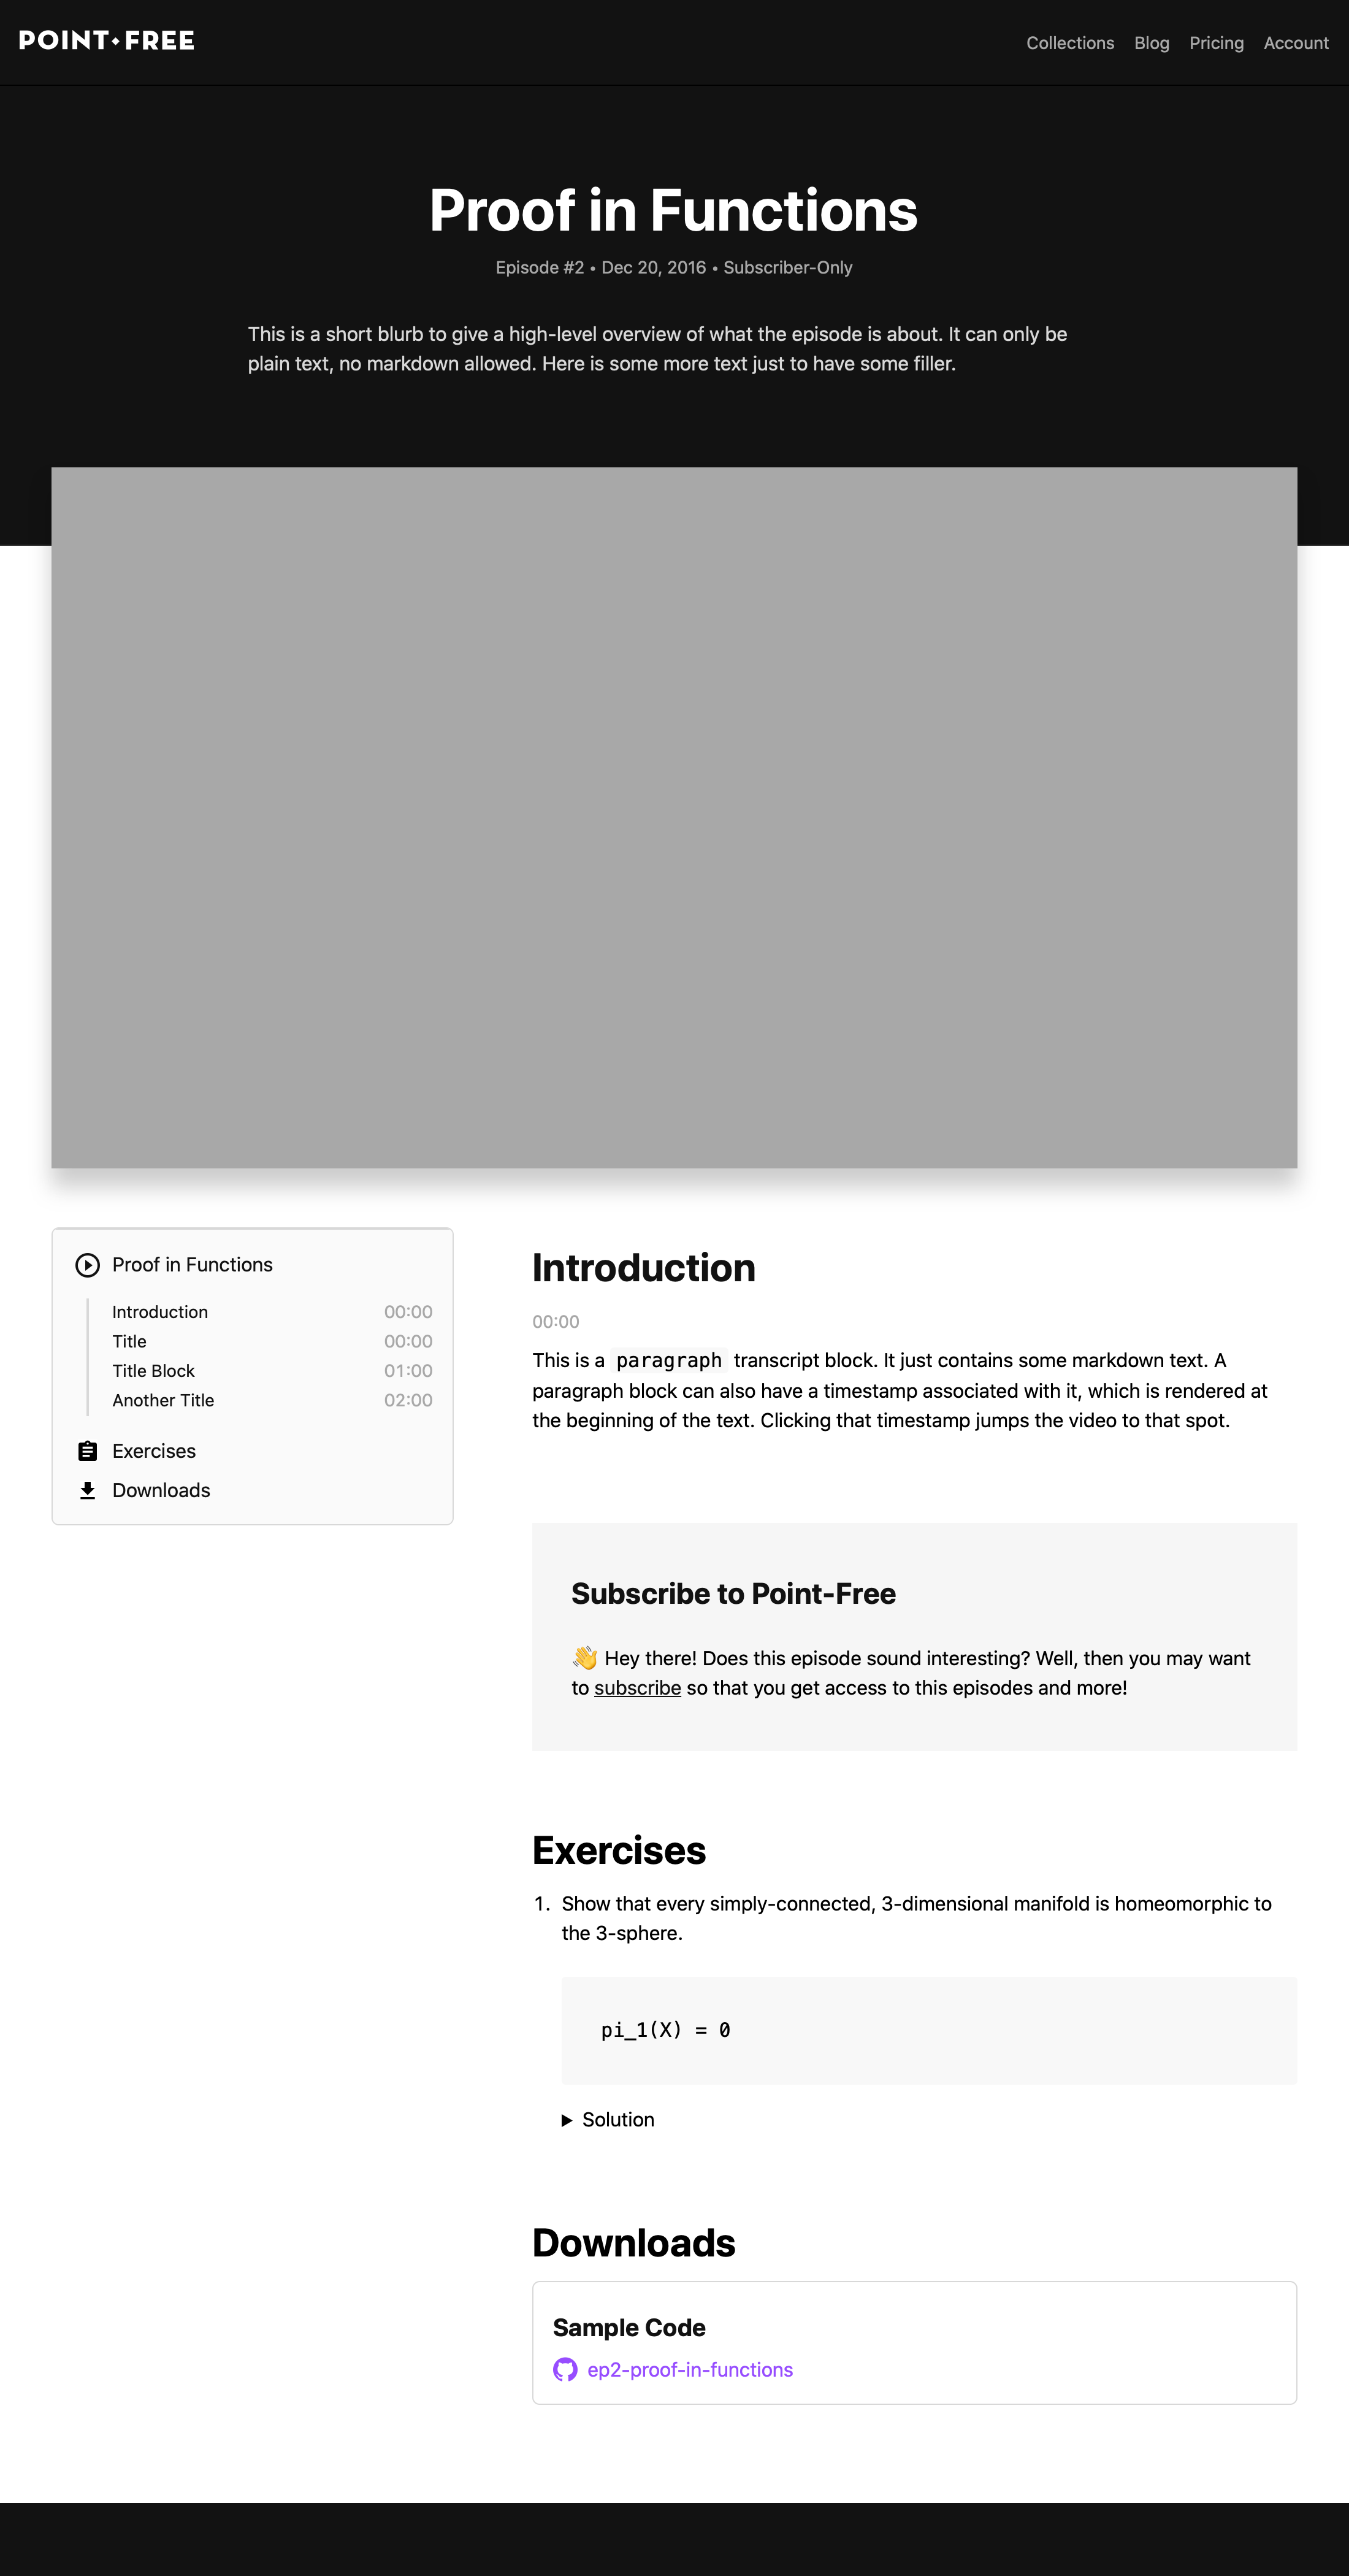 POINT•FREE
Collections Blog Pricing Account
Proof in Functions
Episode #2 • Dec 20, 2016 • Subscriber-Only
This is a short blurb to give a high-level overview of what the episode is about. It can only be
plain text, no markdown allowed. Here is some more text just to have some filler.
Proof in Functions
Introduction 00:00
Title 00:00
Title Block 01:00
Another Title 02:00
Exercises
Downloads
Introduction
00:00
This is a paragraph transcript block. It just contains some markdown text. A
paragraph block can also have a timestamp associated with it, which is rendered at
the beginning of the text. Clicking that timestamp jumps the video to that spot.
Subscribe to Point-Free
👋 Hey there! Does this episode sound interesting? Well, then you may want
to subscribe so that you get access to this episodes and more!
Exercises
1. Show that every simply-connected, 3-dimensional manifold is homeomorphic to
the 3-sphere.
pi_1(X) = 0
Solution
Downloads
Sample Code
ep2-proof-in-functions